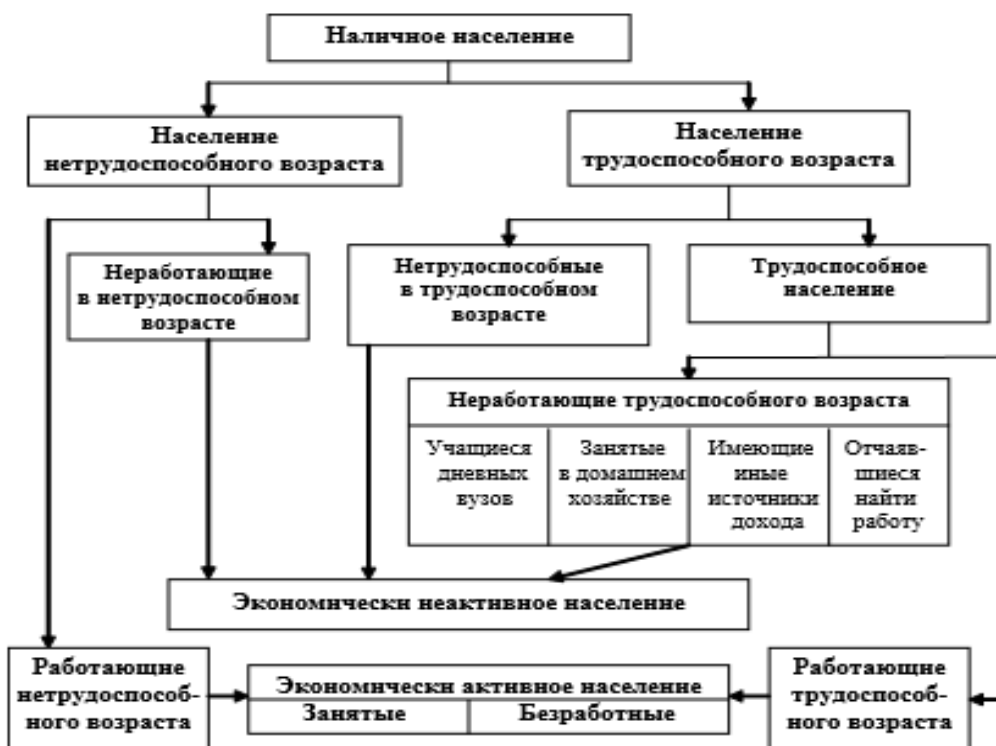 Наличное население
Население
нетрудоспособного возраста
Население
трудоспособного возраста
Неработающие
в нетрудоспособном
возрасте
Нетрудоспособные
в трудоспособном
возрасте
Трудоспособное
население
Неработающие трудоспособного возраста
Учащиеся
дневных
вузов
Занятые
в домашнем
хозяйстве
Имеющие
иные
источники
дохода
Отчаяв-
шиеся
найти
работу
Экономически неактивное население
Работающие
нетрудоспособ-
ного возраста
Экономически активное население
Занятые
Безработные
Работающие
трудоспособ-
ного возраста